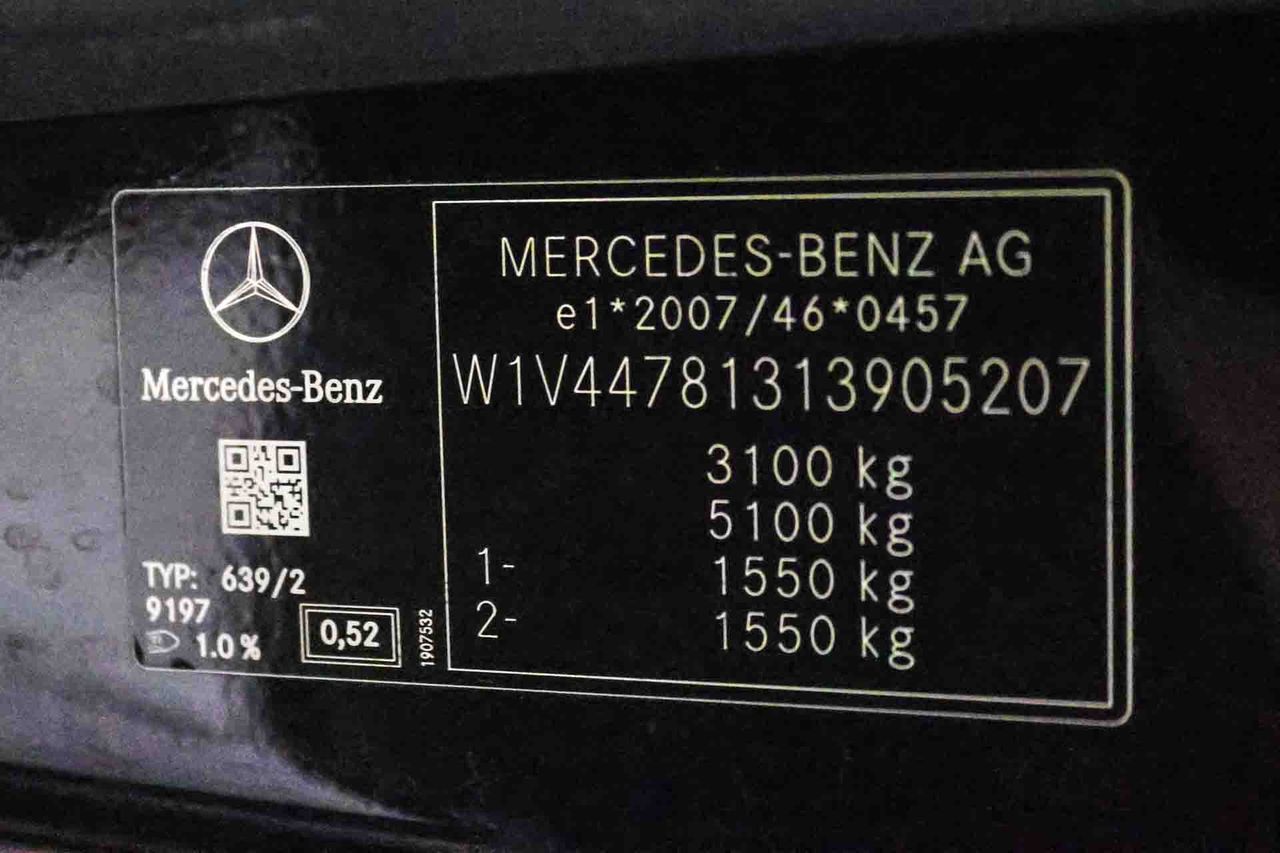 Mercedes-Benz
TYP: 639/2
9197
1.0 %
0,52
1907532
MERCEDES-BENZ AG
e1*2007/46*0457
W1V44781313905207
3100 kg
5100 kg
1- 1550 kg
2- 1550 kg